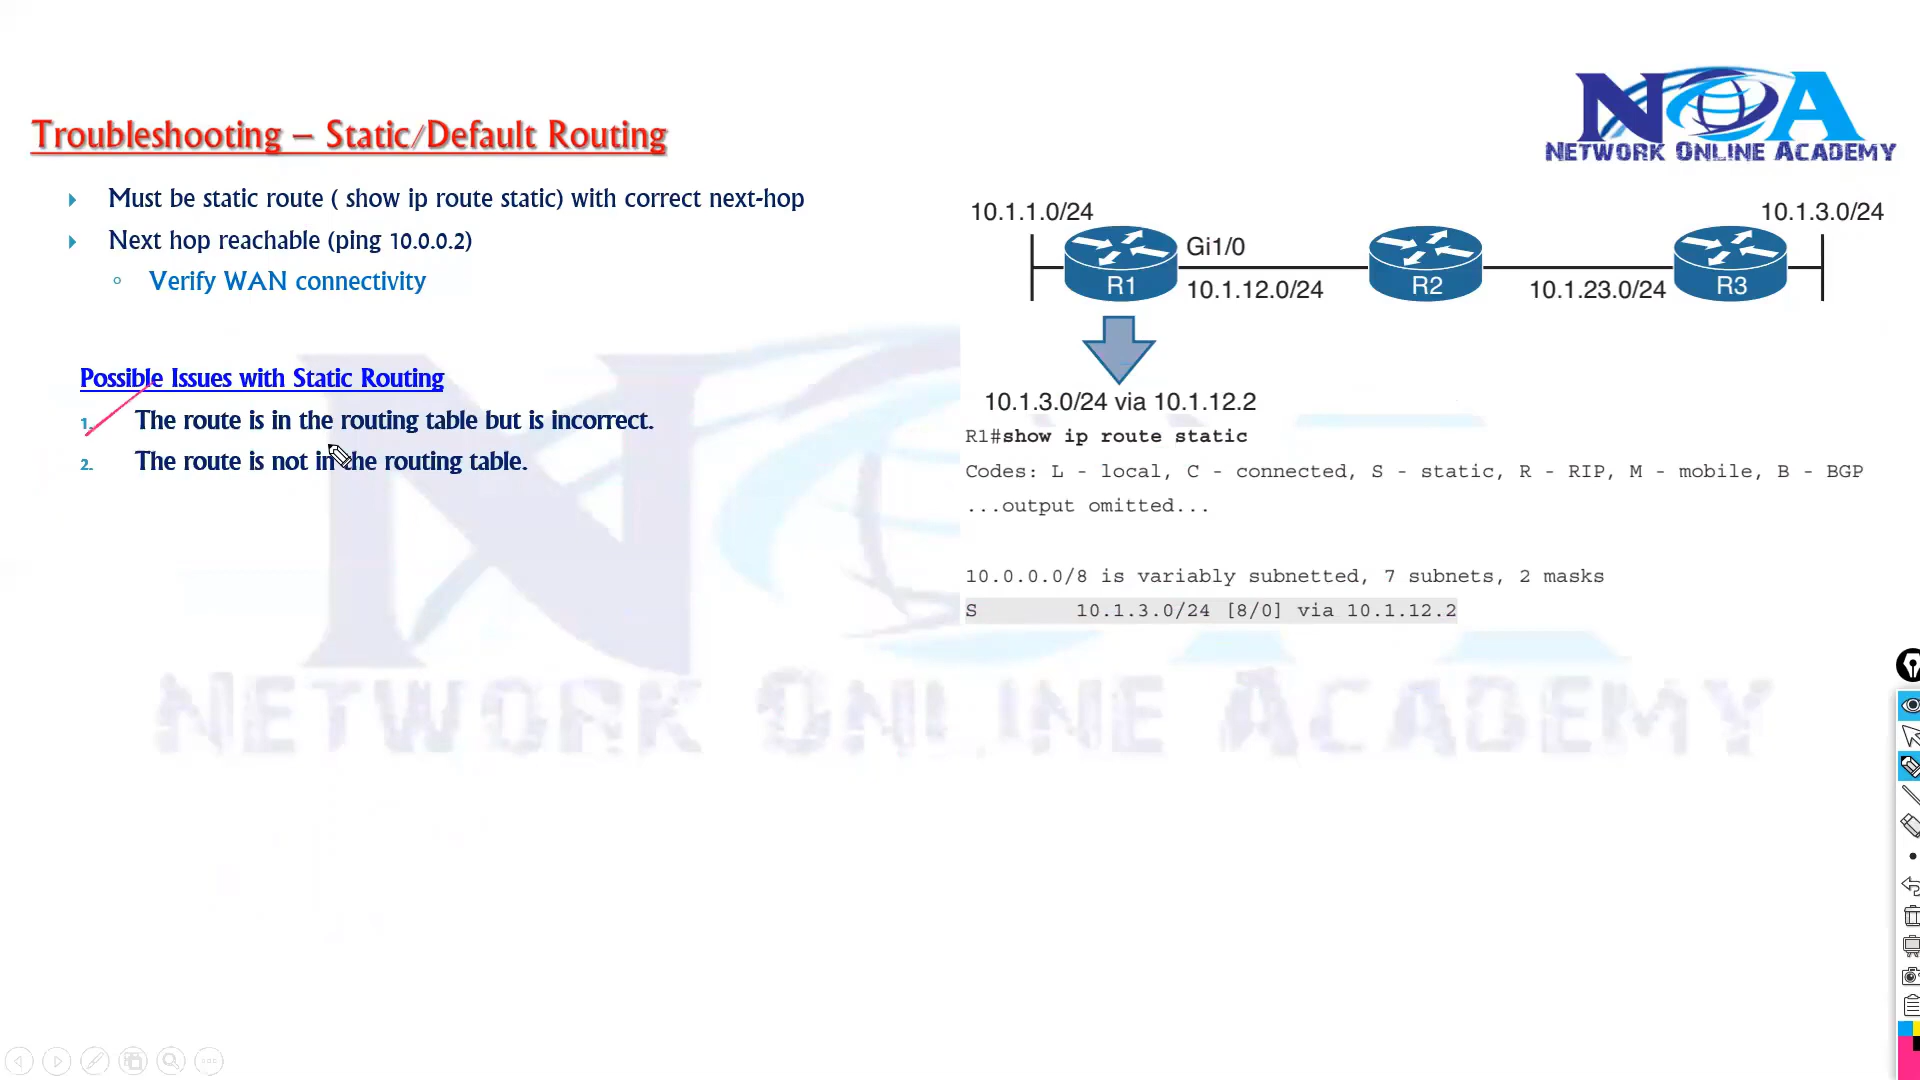 NOA
NETWORK ONLINE ACADEMY
Troubleshooting – Static/Default Routing
Must be static route ( show ip route static) with correct next-hop
Next hop reachable (ping 10.0.0.2)
Verify WAN connectivity
Possible Issues with Static Routing
1. The route is in the routing table but is incorrect.
2. The route is not in the routing table.
10.1.1.0/24
10.1.3.0/24
Gi1/0
R1
R2
R3
10.1.12.0/24
10.1.23.0/24
10.1.3.0/24 via 10.1.12.2
R1#show ip route static
Codes: L - local, C - connected, S - static, R - RIP, M - mobile, B - BGP
...output omitted...
10.0.0.0/8 is variably subnetted, 7 subnets, 2 masks
S 10.1.3.0/24 [8/0] via 10.1.12.2
NETWORK ONLINE ACADEMY